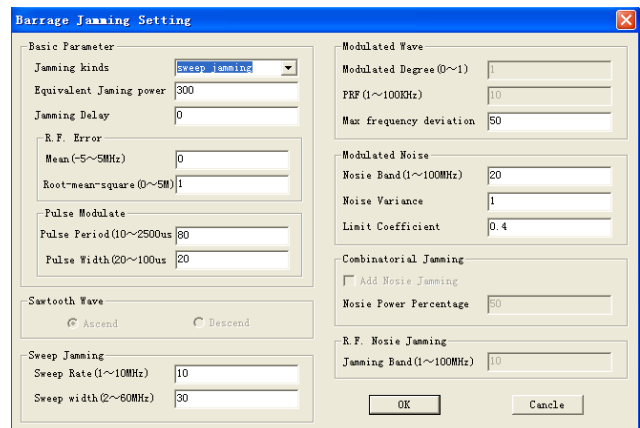 Barrage Jamming Setting
Basic Parameter
Jamming kinds sweep jamming
Equivalent Jaming power 300
Jamming Delay 0
R.F. Error
Mean(-5～5MHz) 0
Root-mean-square(0～5M) 1
Pulse Modulate
Pulse Period(10～2500us 80
Pulse Width(20～100us 20
Sawtooth Wave
Ascend Descend
Sweep Jamming
Sweep Rate(1～10MHz) 10
Sweep width(2～60MHz) 30
Modulated Wave
Modulated Degree(0～1) 1
PRF(1～100KHz) 10
Max frequency deviation 50
Modulated Noise
Nosie Band(1～100MHz) 20
Noise Variance 1
Limit Coefficient 0.4
Combinatorial Jamming
Add Nosie Jamming
Nosie Power Percentage 50
R.F. Nosie Jamming
Jamming Band(1～100MHz) 10
OK Cancle